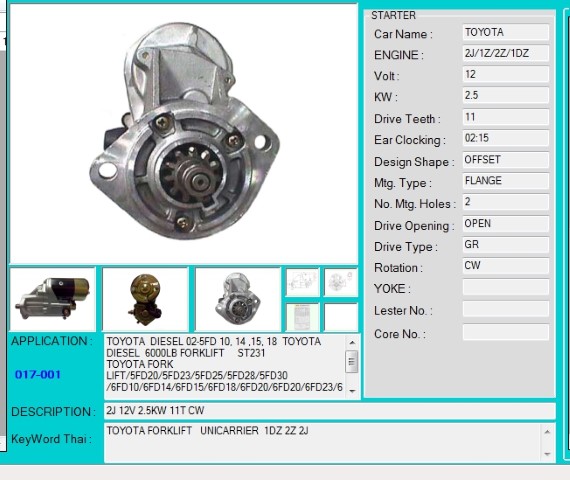 STARTER
Car Name : TOYOTA
ENGINE : 2J/1Z/2Z/1DZ
Volt : 12
KW : 2.5
Drive Teeth : 11
Ear Clocking : 02:15
Design Shape : OFFSET
Mtg. Type : FLANGE
No. Mtg. Holes : 2
Drive Opening : OPEN
Drive Type : GR
Rotation : CW
YOKE :
Lester No. :
Core No. :
APPLICATION :
017-001
TOYOTA DIESEL 02-5FD 10, 14 ,15, 18 TOYOTA
DIESEL 6000LB FORKLIFT ST231
TOYOTA FORK
LIFT/5FD20/5FD23/5FD25/5FD28/5FD30
/6FD10/6FD14/6FD15/6FD18/6FD20/6FD20/6FD23/6
DESCRIPTION : 2J 12V 2.5KW 11T CW
KeyWord Thai : TOYOTA FORKLIFT UNICARRIER 1DZ 2Z 2J